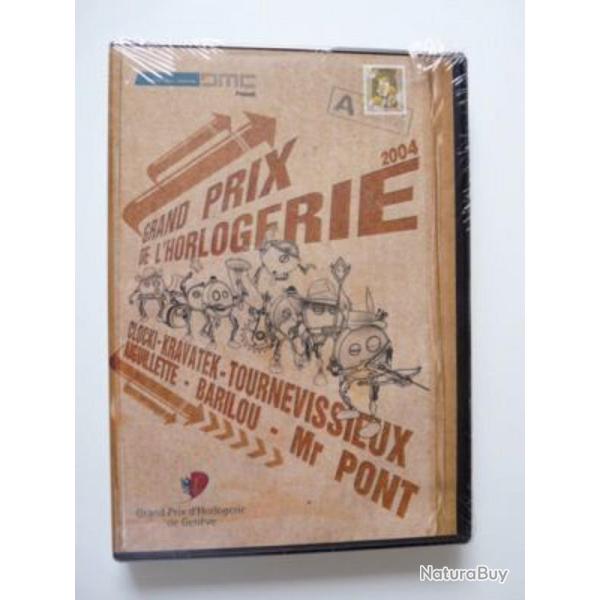 DMC
A
GRAND PRIX 2004
DE L'HORLOGERIE
CLOCKI-KRAVATEK-TOURNEVISSIEUX
AIGUILLETTE - BARILOU - Mr PONT
Grand Prix d'Horlogerie
de Genève
NaturaBuy